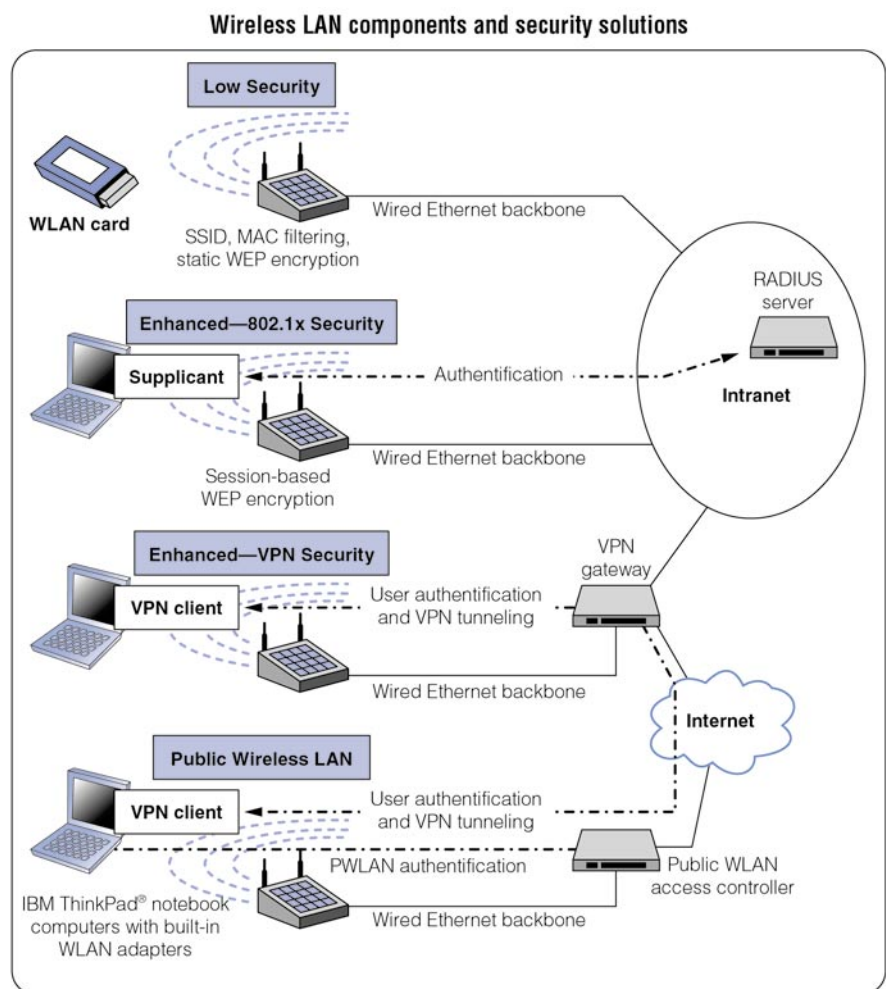 Wireless LAN components and security solutions
Low Security
WLAN card
SSID, MAC filtering,
static WEP encryption
Wired Ethernet backbone
RADIUS
server
Intranet
Enhanced—802.1x Security
Supplicant
Authentification
Session-based
WEP encryption
Wired Ethernet backbone
Enhanced—VPN Security
VPN client
User authentification
and VPN tunneling
VPN
gateway
Wired Ethernet backbone
Internet
Public Wireless LAN
VPN client
User authentification
and VPN tunneling
PWLAN authentification
Public WLAN
access controller
IBM ThinkPad® notebook
computers with built-in
WLAN adapters
Wired Ethernet backbone